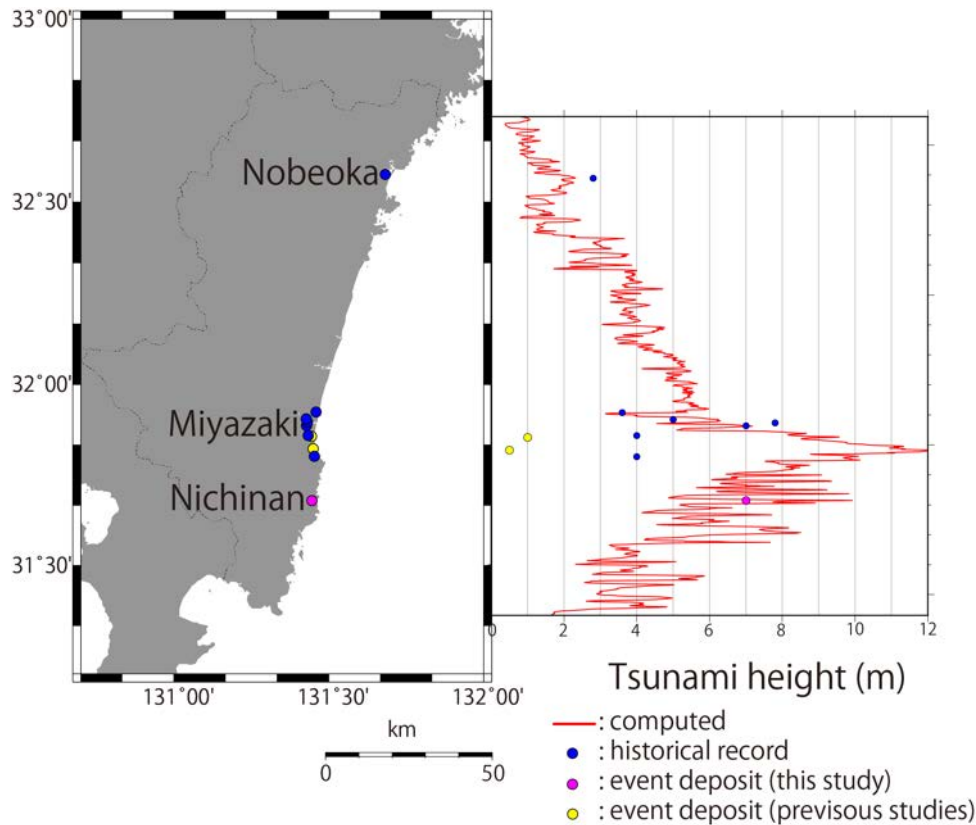 33˚00'
Nobeoka
32˚30'
32˚00'
Miyazaki
Nichinan
31˚30'
131˚00'
131˚30'
132˚00'
km
0
50
0
2
4
6
8
10
12
Tsunami height (m)
: computed
: historical record
: event deposit (this study)
: event deposit (previsous studies)